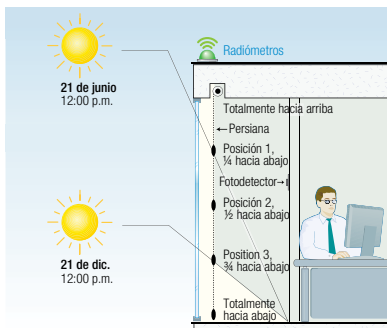 Radiómetros
21 de junio
12:00 p.m.
Totalmente hacia arriba
Persiana
Posición 1,
¼ hacia abajo
Fotodetector
Posición 2,
½ hacia abajo
21 de dic.
12:00 p.m.
Position 3,
¾ hacia abajo
Totalmente
hacia abajo